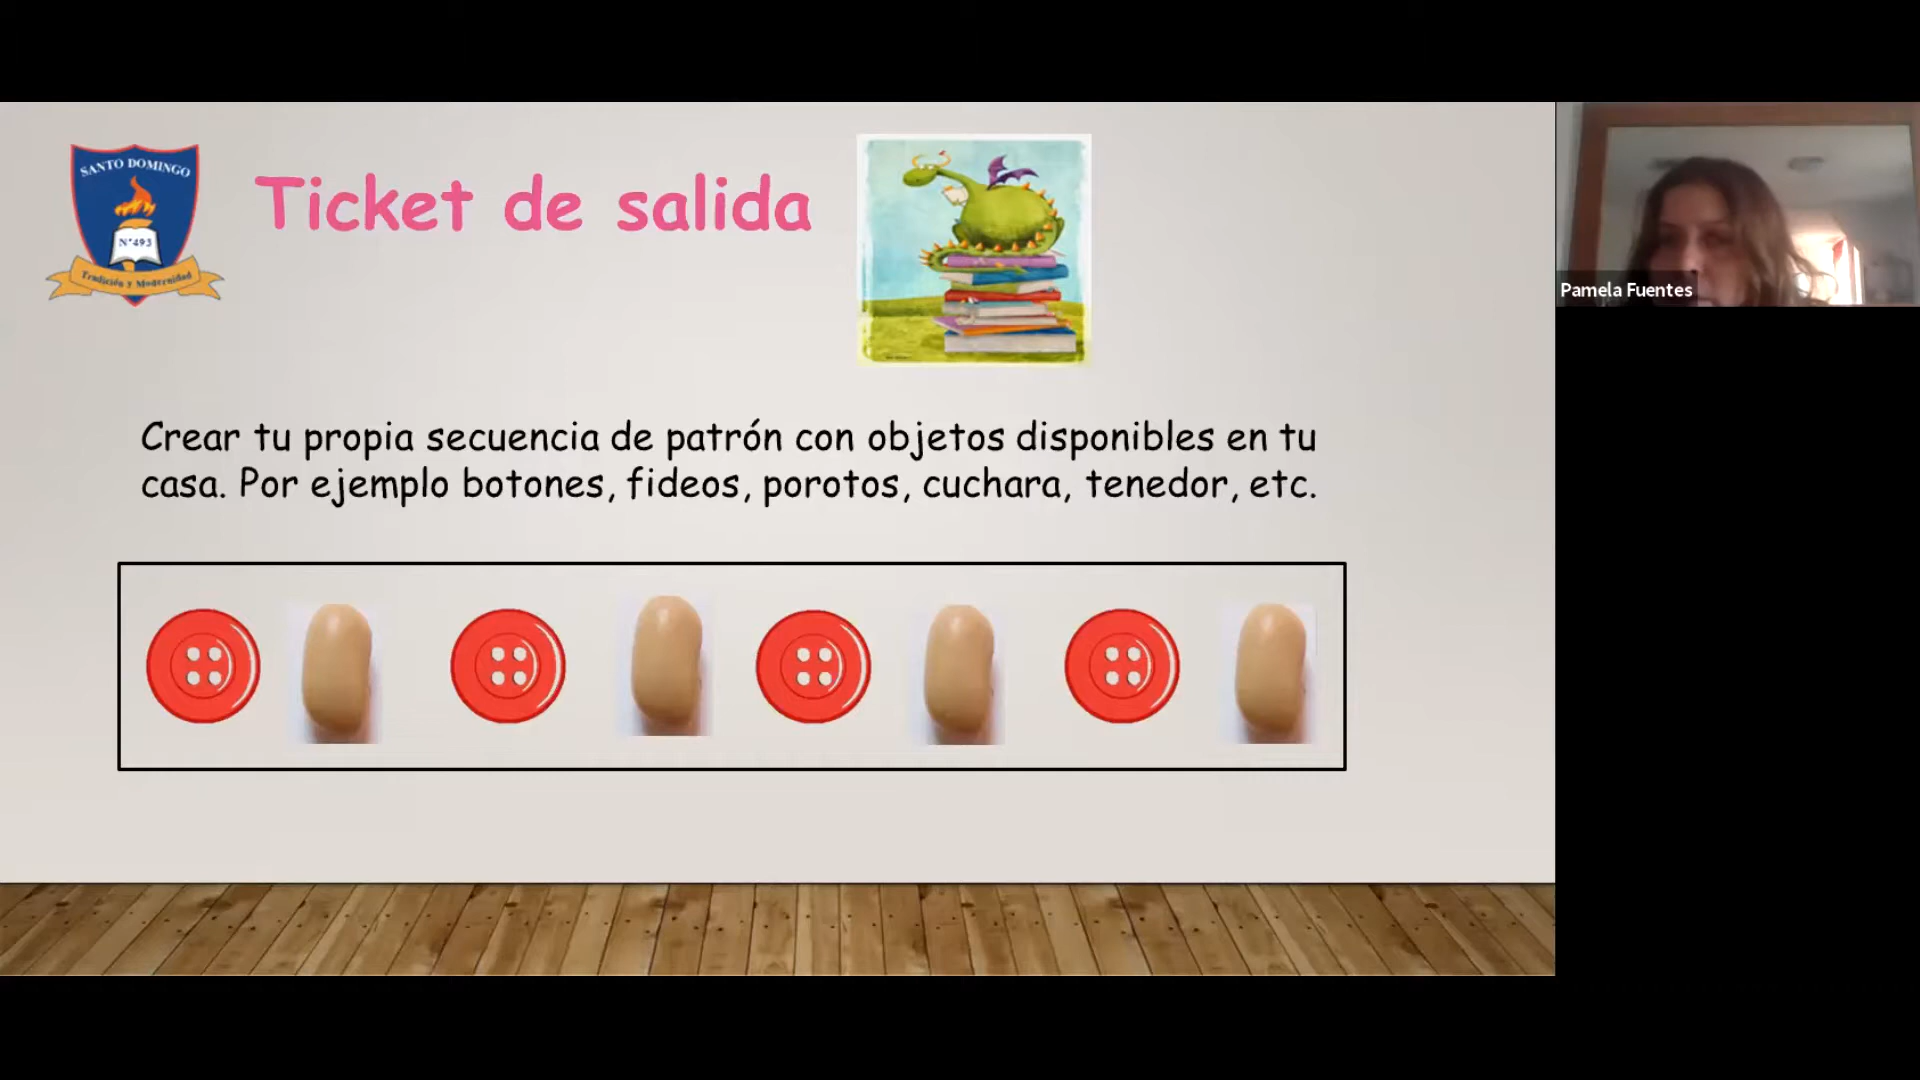 SANTO DOMINGO
N°493
Tradición y Modernidad
Ticket de salida
Pamela Fuentes
Crear tu propia secuencia de patrón con objetos disponibles en tu
casa. Por ejemplo botones, fideos, porotos, cuchara, tenedor, etc.